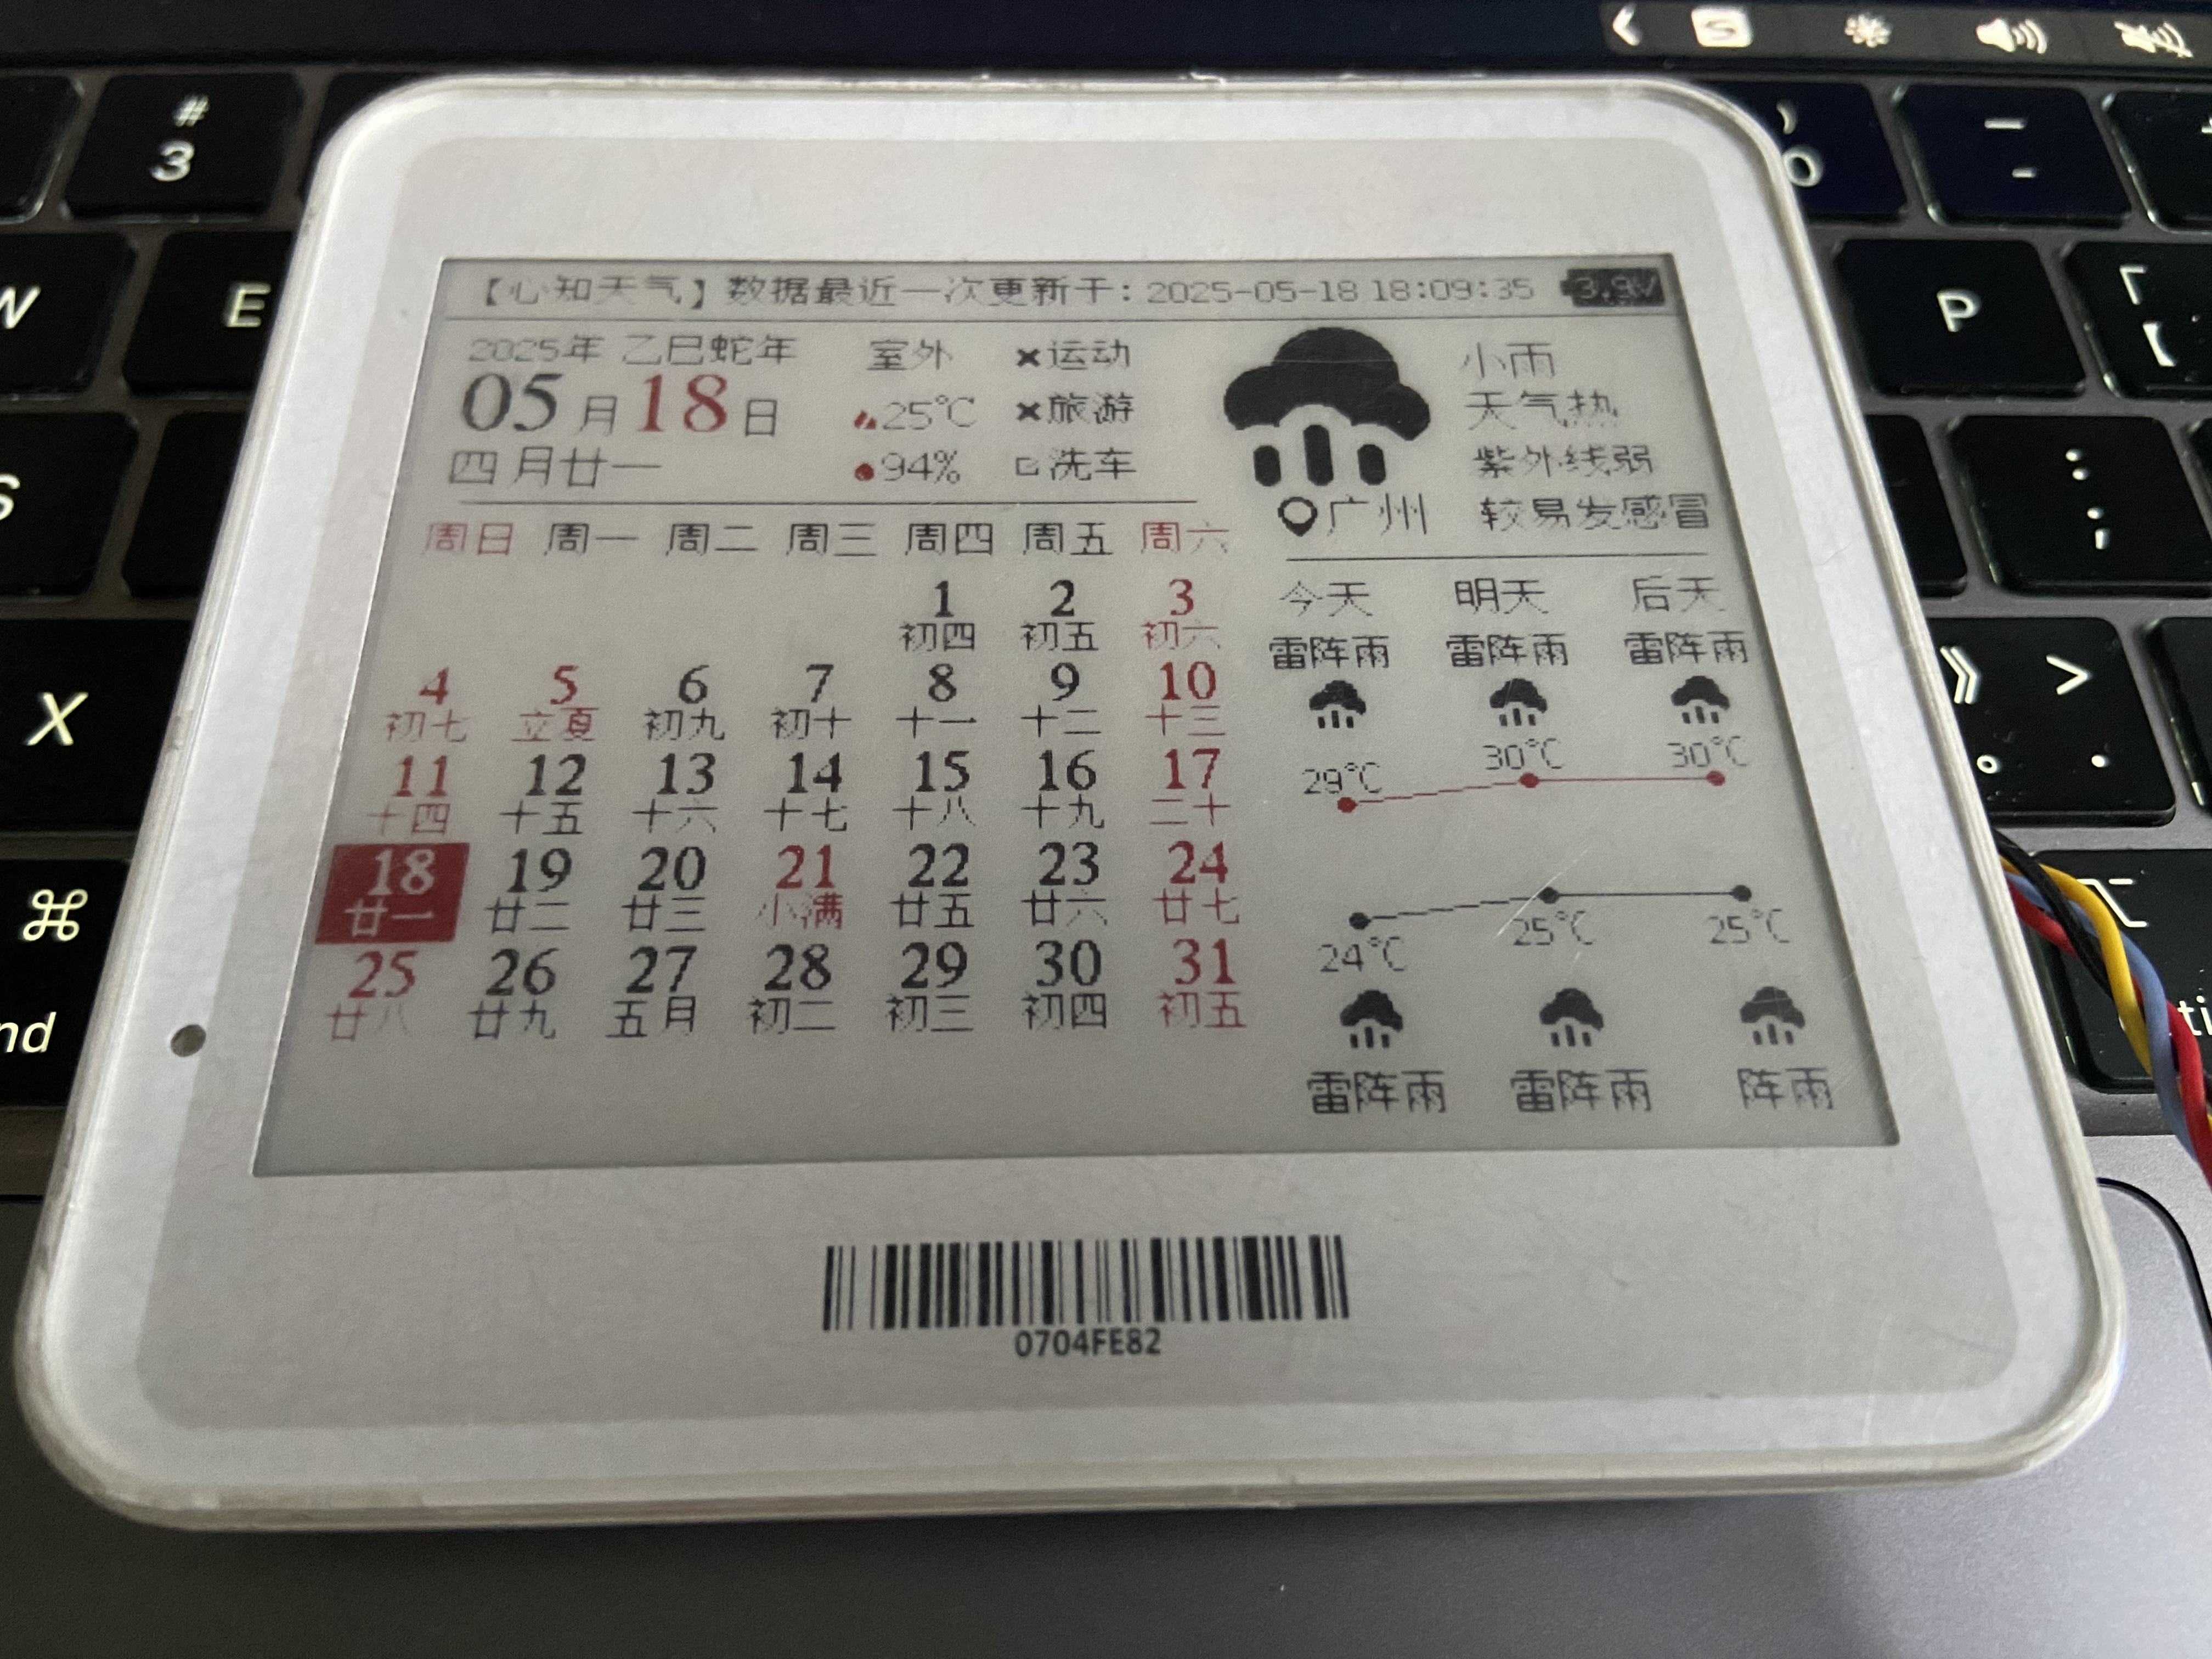 # 3
W
E
S
X
⌘
nd
)
0
—
-
P
「
【
:
;
》
>
。
.
⌥
【心知天气】数据最近一次更新于：2025-05-18 18:09:35 3.9V
2025年 乙巳蛇年
05月18日
四月廿一
室外
25℃
94%
×运动
×旅游
洗车
小雨
天气热
紫外线弱
较易发感冒
广州
周日 周一 周二 周三 周四 周五 周六
1 2 3
初四 初五 初六
4 5 6 7 8 9 10
初七 立夏 初九 初十 十一 十二 十三
11 12 13 14 15 16 17
十四 十五 十六 十七 十八 十九 二十
18 19 20 21 22 23 24
廿一 廿二 廿三 小满 廿五 廿六 廿七
25 26 27 28 29 30 31
廿八 廿九 五月 初二 初三 初四 初五
今天 明天 后天
雷阵雨 雷阵雨 雷阵雨
29℃ 30℃ 30℃
24℃ 25℃ 25℃
雷阵雨 雷阵雨 阵雨
0704FE82